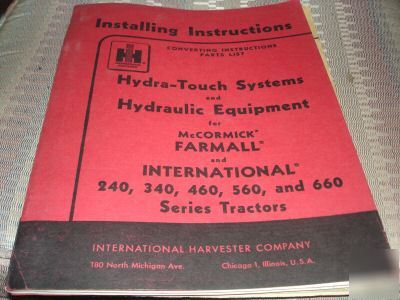 Installing Instructions
CONVERTING INSTRUCTIONS
PARTS LIST
IH
Hydra-Touch Systems
and
Hydraulic Equipment
for
McCORMICK®
FARMALL®
and
INTERNATIONAL®
240, 340, 460, 560, and 660
Series Tractors
INTERNATIONAL HARVESTER COMPANY
180 North Michigan Ave. Chicago 1, Illinois, U.S.A.